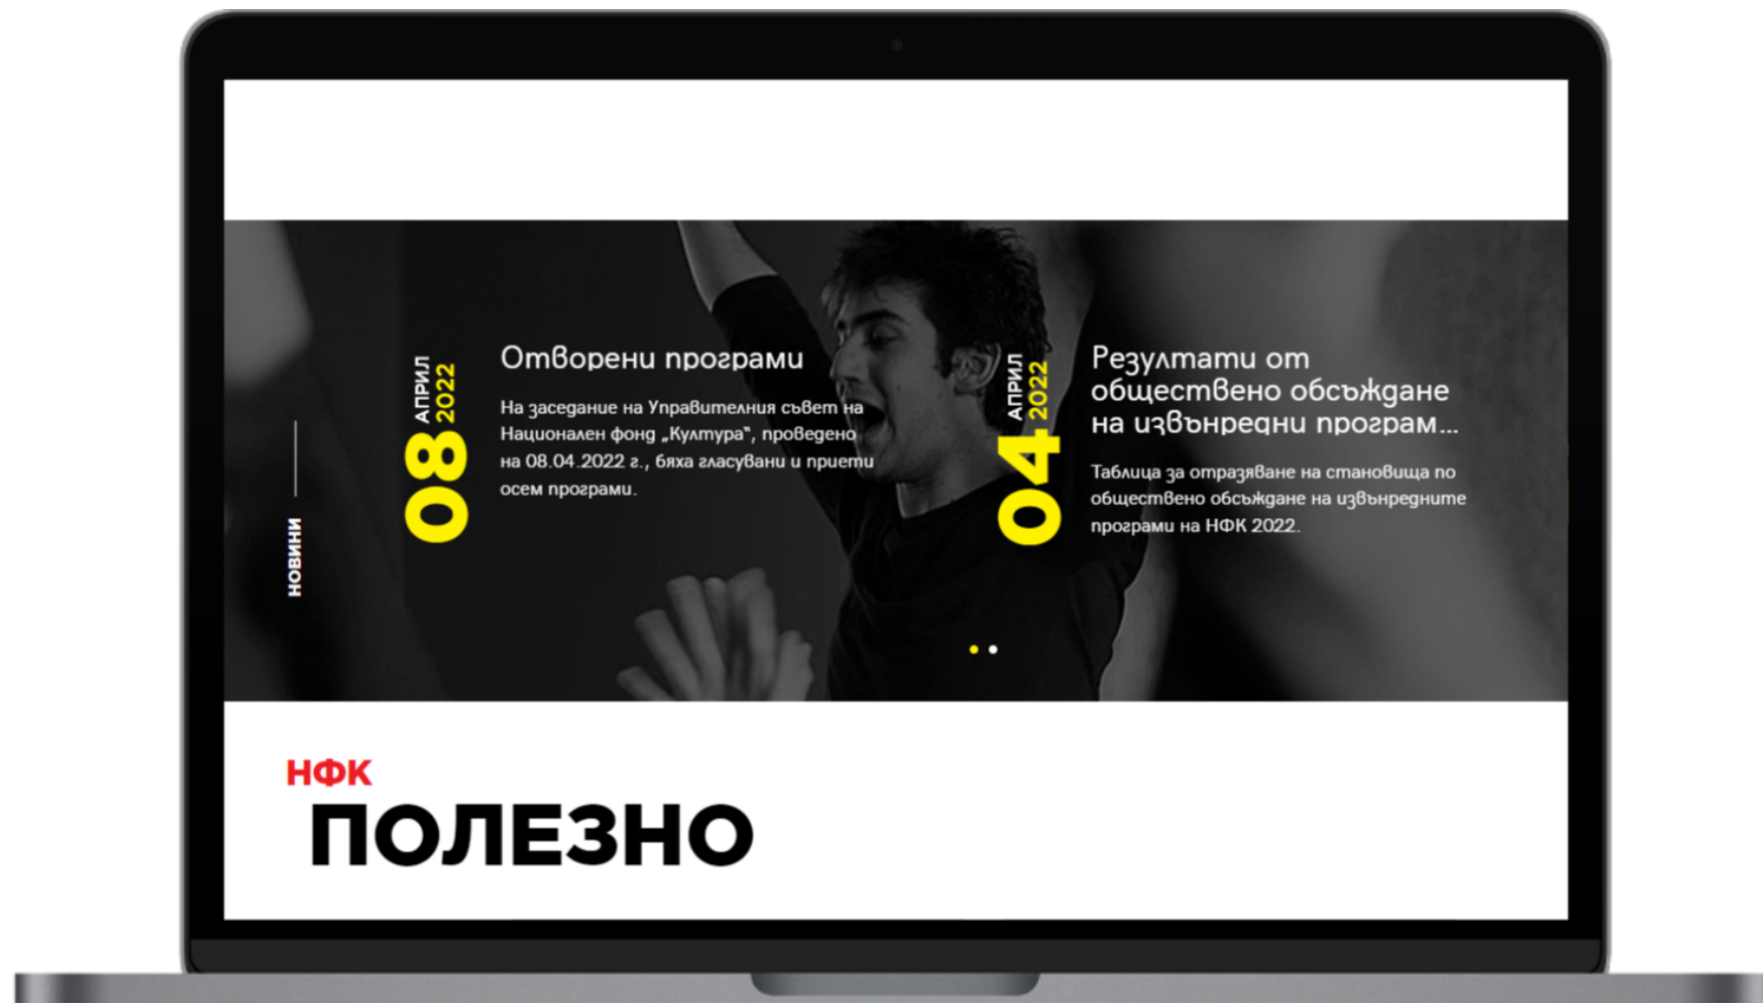 НОВИНИ
08
АПРИЛ
2022
Отворени програми
На заседание на Управителния съвет на
Национален фонд „Култура“, проведено
на 08.04.2022 г., бяха гласувани и приети
осем програми.
04
АПРИЛ
2022
Резултати от
обществено обсъждане
на извънредни програм...
Таблица за отразяване на становища по
обществено обсъждане на извънредните
програми на НФК 2022.
НФК
ПОЛЕЗНО